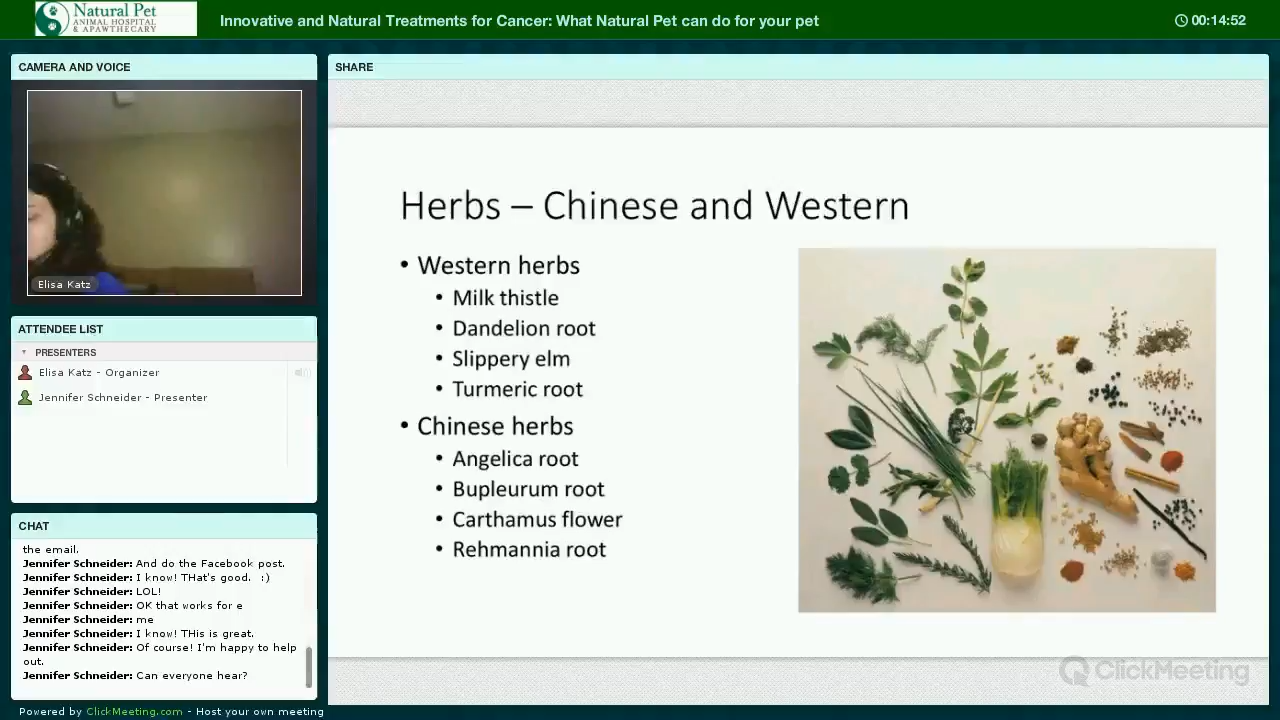 Natural Pet
ANIMAL HOSPITAL
& APAWTHECARY
Innovative and Natural Treatments for Cancer: What Natural Pet can do for your pet
00:14:52
CAMERA AND VOICE
Elisa Katz
ATTENDEE LIST
PRESENTERS
Elisa Katz - Organizer
Jennifer Schneider - Presenter
CHAT
the email.
Jennifer Schneider: And do the Facebook post.
Jennifer Schneider: I know! THat's good. :)
Jennifer Schneider: LOL!
Jennifer Schneider: OK that works for e
Jennifer Schneider: me
Jennifer Schneider: I know! THis is great.
Jennifer Schneider: Of course! I'm happy to help
out.
Jennifer Schneider: Can everyone hear?
SHARE
Herbs – Chinese and Western
• Western herbs
• Milk thistle
• Dandelion root
• Slippery elm
• Turmeric root
• Chinese herbs
• Angelica root
• Bupleurum root
• Carthamus flower
• Rehmannia root
ClickMeeting
Powered by ClickMeeting.com - Host your own meeting